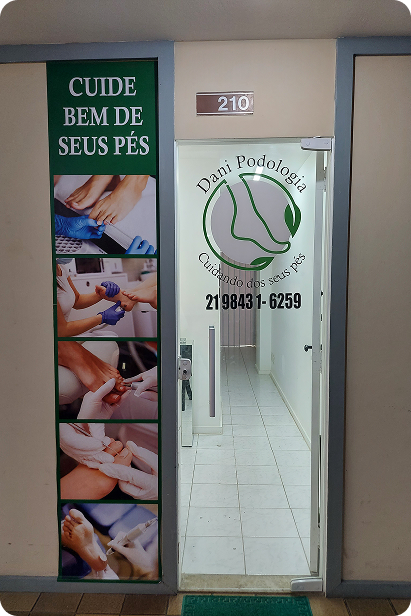 CUIDE
BEM DE
SEUS PÉS
210
Dani Podologia
Cuidando dos seus pés
21 98431-6259